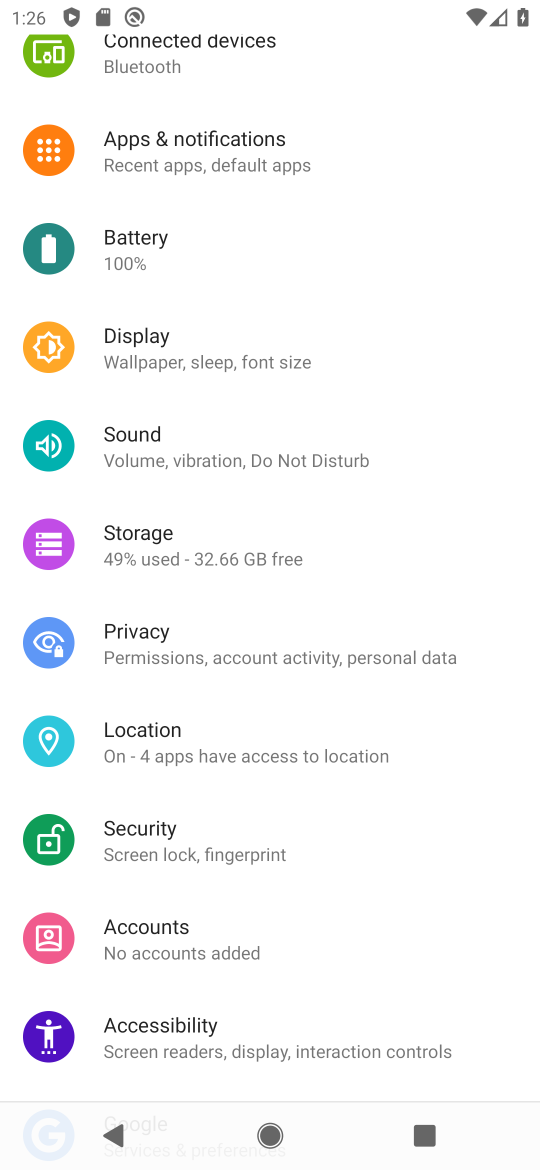 1:26
Connected devices
Bluetooth
Apps & notifications
Recent apps, default apps
Battery
100%
Display
Wallpaper, sleep, font size
Sound
Volume, vibration, Do Not Disturb
Storage
49% used - 32.66 GB free
Privacy
Permissions, account activity, personal data
Location
On - 4 apps have access to location
Security
Screen lock, fingerprint
Accounts
No accounts added
Accessibility
Screen readers, display, interaction controls
Google
Services & preferences